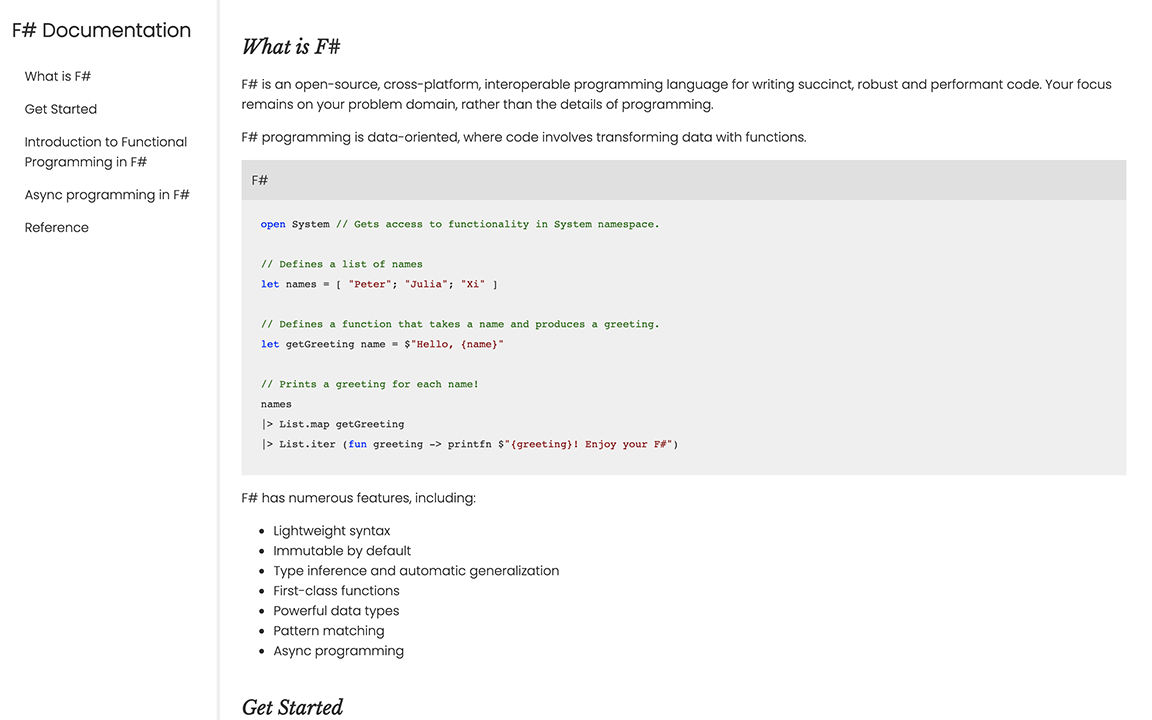 F# Documentation
What is F#
Get Started
Introduction to Functional
Programming in F#
Async programming in F#
Reference
What is F#
F# is an open-source, cross-platform, interoperable programming language for writing succinct, robust and performant code. Your focus
remains on your problem domain, rather than the details of programming.
F# programming is data-oriented, where code involves transforming data with functions.
F#
open System // Gets access to functionality in System namespace.
// Defines a list of names
let names = [ "Peter"; "Julia"; "Xi" ]
// Defines a function that takes a name and produces a greeting.
let getGreeting name = $"Hello, {name}"
// Prints a greeting for each name!
names
|> List.map getGreeting
|> List.iter (fun greeting -> printfn $"{greeting}! Enjoy your F#")
F# has numerous features, including:
• Lightweight syntax
• Immutable by default
• Type inference and automatic generalization
• First-class functions
• Powerful data types
• Pattern matching
• Async programming
Get Started